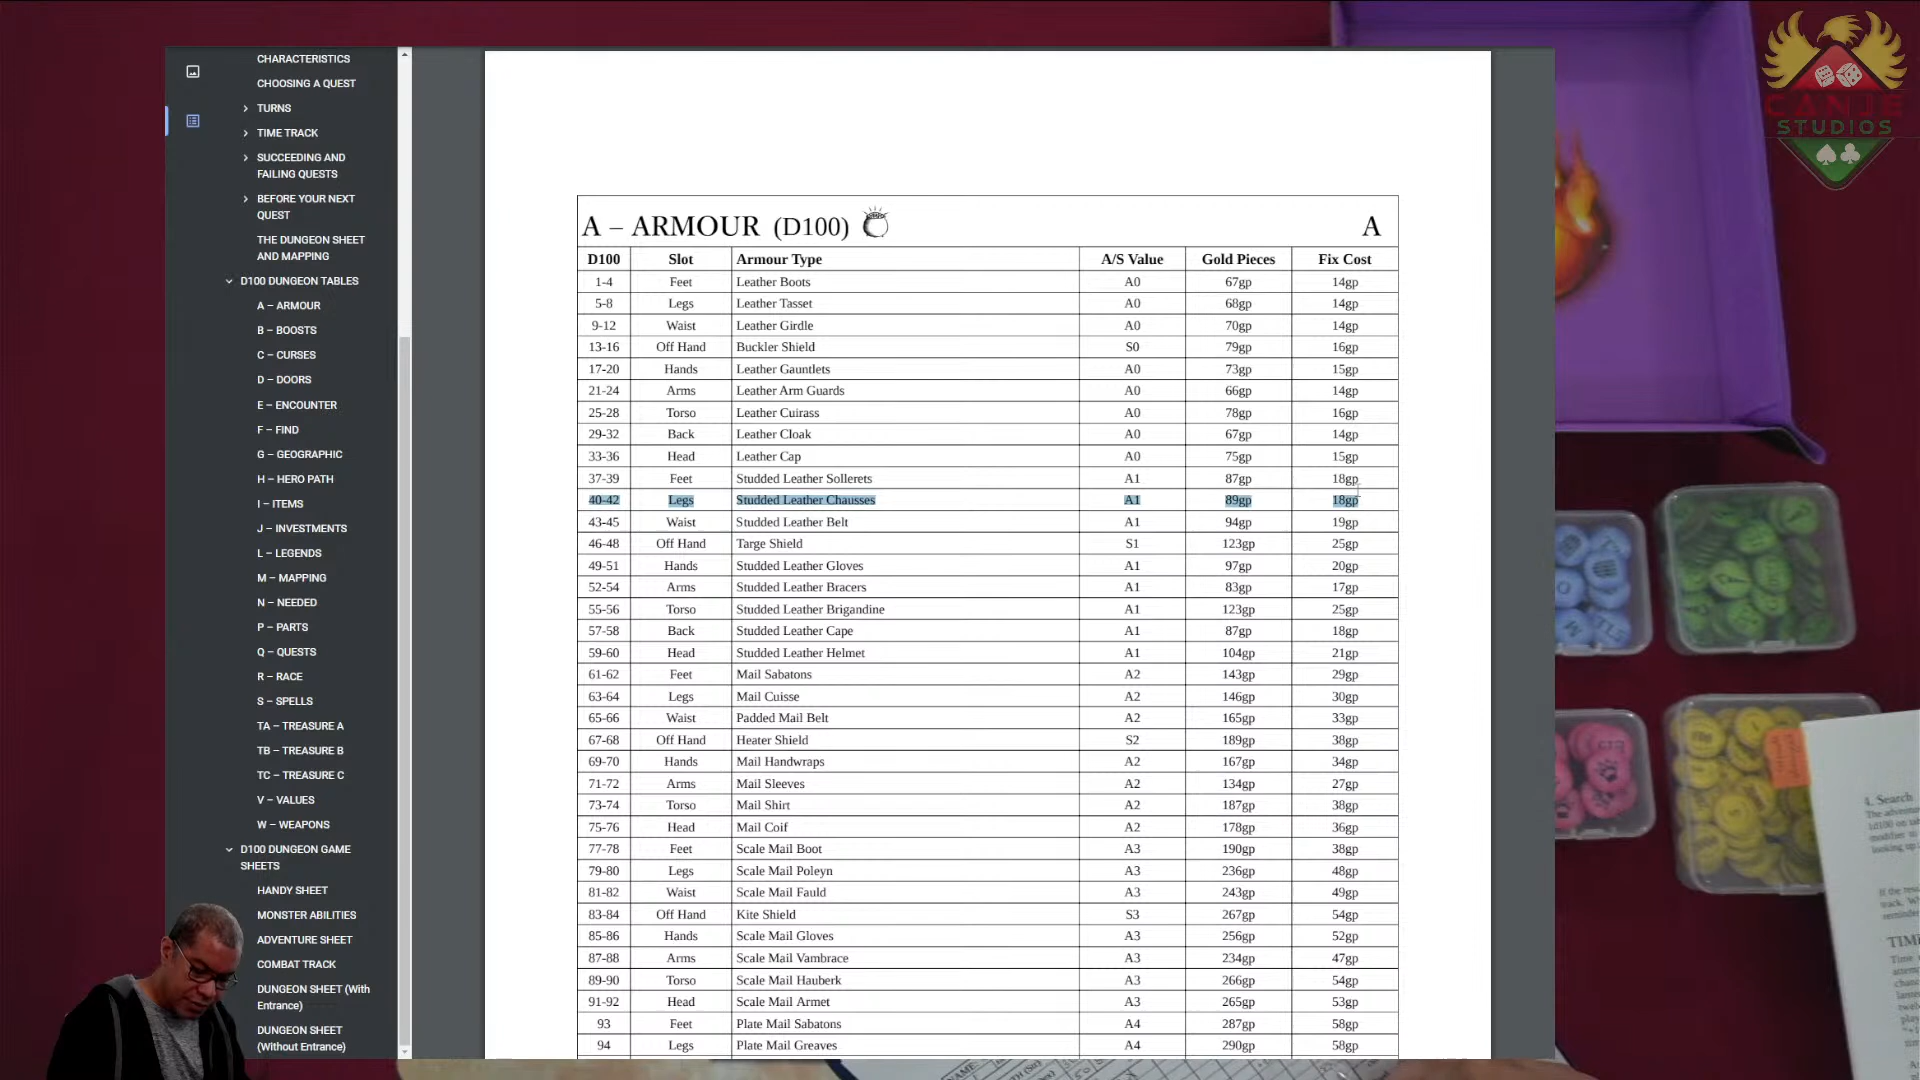 CANJE
STUDIOS
CHARACTERISTICS
CHOOSING A QUEST
TURNS
TIME TRACK
SUCCEEDING AND
FAILING QUESTS
BEFORE YOUR NEXT
QUEST
THE DUNGEON SHEET
AND MAPPING
D100 DUNGEON TABLES
A – ARMOUR
B – BOOSTS
C – CURSES
D – DOORS
E – ENCOUNTER
F – FIND
G – GEOGRAPHIC
H – HERO PATH
I – ITEMS
J – INVESTMENTS
L – LEGENDS
M – MAPPING
N – NEEDED
P – PARTS
Q – QUESTS
R – RACE
S – SPELLS
TA – TREASURE A
TB – TREASURE B
TC – TREASURE C
V – VALUES
W – WEAPONS
D100 DUNGEON GAME
SHEETS
HANDY SHEET
MONSTER ABILITIES
ADVENTURE SHEET
COMBAT TRACK
DUNGEON SHEET (With
Entrance)
DUNGEON SHEET
(Without Entrance)
A – ARMOUR (D100) A
D100 Slot Armour Type A/S Value Gold Pieces Fix Cost
1-4 Feet Leather Boots A0 67gp 14gp
5-8 Legs Leather Tasset A0 68gp 14gp
9-12 Waist Leather Girdle A0 70gp 14gp
13-16 Off Hand Buckler Shield S0 79gp 16gp
17-20 Hands Leather Gauntlets A0 73gp 15gp
21-24 Arms Leather Arm Guards A0 66gp 14gp
25-28 Torso Leather Cuirass A0 78gp 16gp
29-32 Back Leather Cloak A0 67gp 14gp
33-36 Head Leather Cap A0 75gp 15gp
37-39 Feet Studded Leather Sollerets A1 87gp 18gp
40-42 Legs Studded Leather Chausses A1 89gp 18gp
43-45 Waist Studded Leather Belt A1 94gp 19gp
46-48 Off Hand Targe Shield S1 123gp 25gp
49-51 Hands Studded Leather Gloves A1 97gp 20gp
52-54 Arms Studded Leather Bracers A1 83gp 17gp
55-56 Torso Studded Leather Brigandine A1 123gp 25gp
57-58 Back Studded Leather Cape A1 87gp 18gp
59-60 Head Studded Leather Helmet A1 104gp 21gp
61-62 Feet Mail Sabatons A2 143gp 29gp
63-64 Legs Mail Cuisse A2 146gp 30gp
65-66 Waist Padded Mail Belt A2 165gp 33gp
67-68 Off Hand Heater Shield S2 189gp 38gp
69-70 Hands Mail Handwraps A2 167gp 34gp
71-72 Arms Mail Sleeves A2 134gp 27gp
73-74 Torso Mail Shirt A2 187gp 38gp
75-76 Head Mail Coif A2 178gp 36gp
77-78 Feet Scale Mail Boot A3 190gp 38gp
79-80 Legs Scale Mail Poleyn A3 236gp 48gp
81-82 Waist Scale Mail Fauld A3 243gp 49gp
83-84 Off Hand Kite Shield S3 267gp 54gp
85-86 Hands Scale Mail Gloves A3 256gp 52gp
87-88 Arms Scale Mail Vambrace A3 234gp 47gp
89-90 Torso Scale Mail Hauberk A3 266gp 54gp
91-92 Head Scale Mail Armet A3 265gp 53gp
93 Feet Plate Mail Sabatons A4 287gp 58gp
94 Legs Plate Mail Greaves A4 290gp 58gp
4. Search